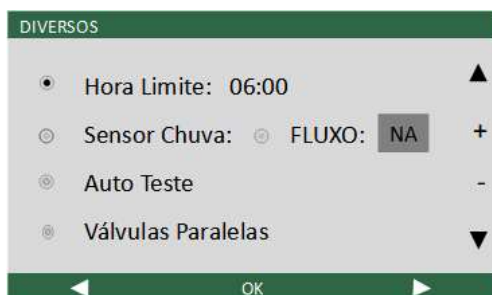 DIVERSOS
Hora Limite: 06:00
Sensor Chuva: FLUXO: NA +
Auto Teste -
Válvulas Paralelas
OK